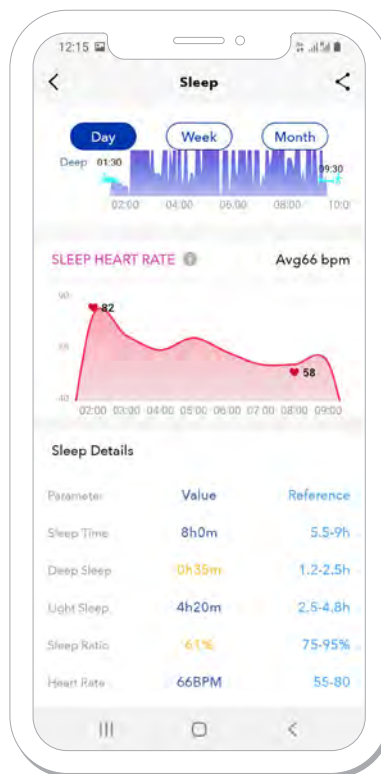 12:15
Sleep
Day Week Month
Deep 01:30 09:30
02:00 04:00 06:00 08:00 10:0
SLEEP HEART RATE Avg66 bpm
90
82
65
58
40
02:00 03:00 04:00 05:00 06:00 07:00 08:00 09:00
Sleep Details
Parameter Value Reference
Sleep Time 8h0m 5.5-9h
Deep Sleep 0h35m 1.2-2.5h
Light Sleep 4h20m 2.5-4.8h
Sleep Ratio 61% 75-95%
Heart Rate 66BPM 55-80